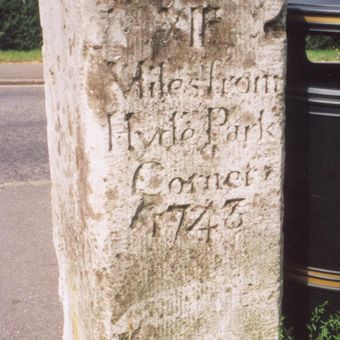 Miles from
Hyde Park
Corner
1743